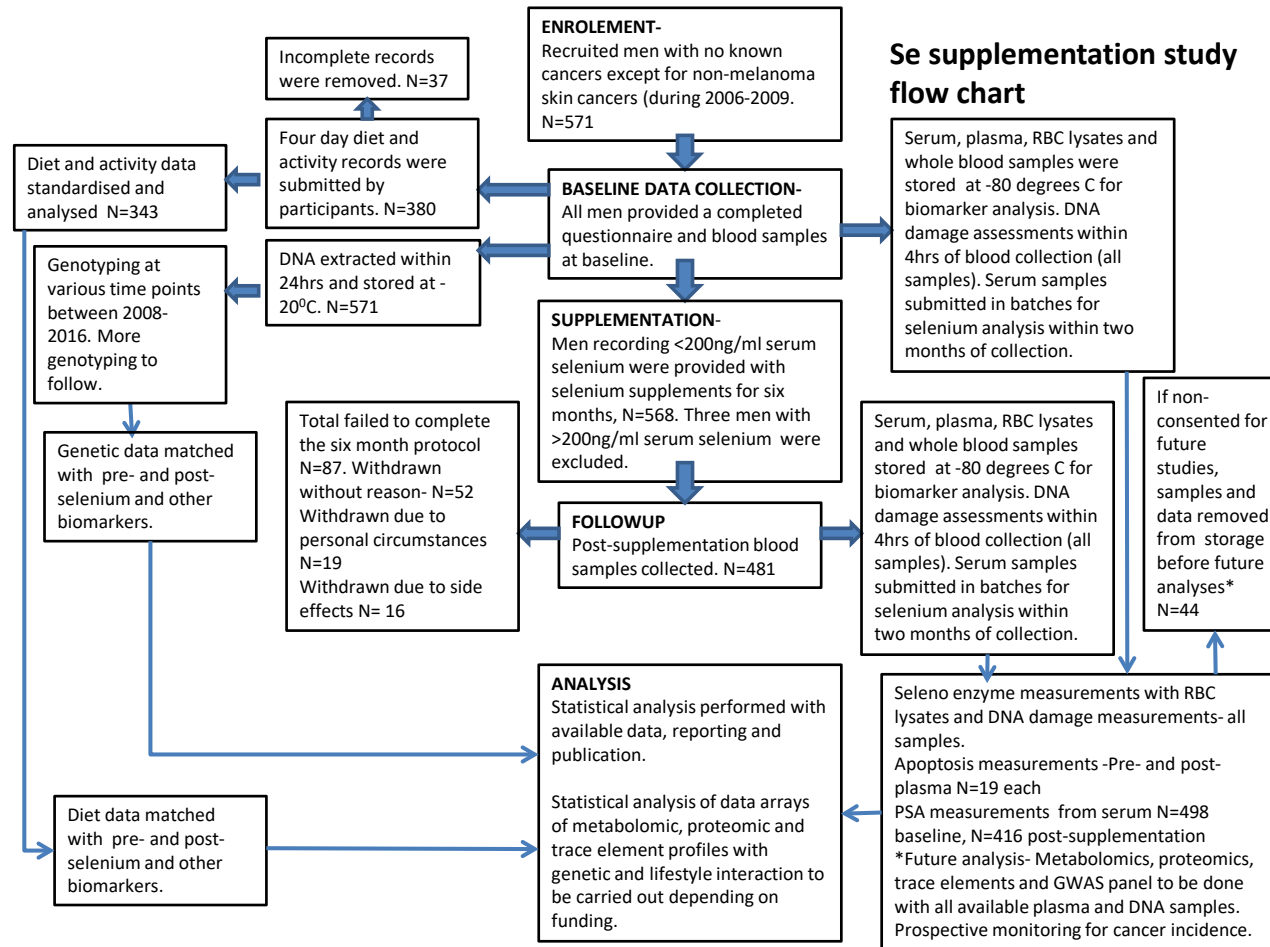 Se supplementation study
flow chart
ENROLEMENT-
Recruited men with no known
cancers except for non-melanoma
skin cancers (during 2006-2009.
N=571
Incomplete records
were removed. N=37
Four day diet and
activity records were
submitted by
participants. N=380
Diet and activity data
standardised and
analysed N=343
BASELINE DATA COLLECTION-
All men provided a completed
questionnaire and blood samples
at baseline.
Serum, plasma, RBC lysates and
whole blood samples were
stored at -80 degrees C for
biomarker analysis. DNA
damage assessments within
4hrs of blood collection (all
samples). Serum samples
submitted in batches for
selenium analysis within two
months of collection.
DNA extracted within
24hrs and stored at -
20⁰C. N=571
Genotyping at
various time points
between 2008-
2016. More
genotyping to
follow.
SUPPLEMENTATION-
Men recording <200ng/ml serum
selenium were provided with
selenium supplements for six
months, N=568. Three men with
>200ng/ml serum selenium were
excluded.
Genetic data matched
with pre- and post-
selenium and other
biomarkers.
Total failed to complete
the six month protocol
N=87. Withdrawn
without reason- N=52
Withdrawn due to
personal circumstances
N=19
Withdrawn due to side
effects N= 16
FOLLOWUP
Post-supplementation blood
samples collected. N=481
Serum, plasma, RBC lysates
and whole blood samples
stored at -80 degrees C for
biomarker analysis. DNA
damage assessments within
4hrs of blood collection (all
samples). Serum samples
submitted in batches for
selenium analysis within
two months of collection.
If non-
consented for
future
studies,
samples and
data removed
from storage
before future
analyses*
N=44
ANALYSIS
Statistical analysis performed with
available data, reporting and
publication.
Statistical analysis of data arrays
of metabolomic, proteomic and
trace element profiles with
genetic and lifestyle interaction to
be carried out depending on
funding.
Seleno enzyme measurements with RBC
lysates and DNA damage measurements- all
samples.
Apoptosis measurements -Pre- and post-
plasma N=19 each
PSA measurements from serum N=498
baseline, N=416 post-supplementation
*Future analysis- Metabolomics, proteomics,
trace elements and GWAS panel to be done
with all available plasma and DNA samples.
Prospective monitoring for cancer incidence.
Diet data matched
with pre- and post-
selenium and other
biomarkers.